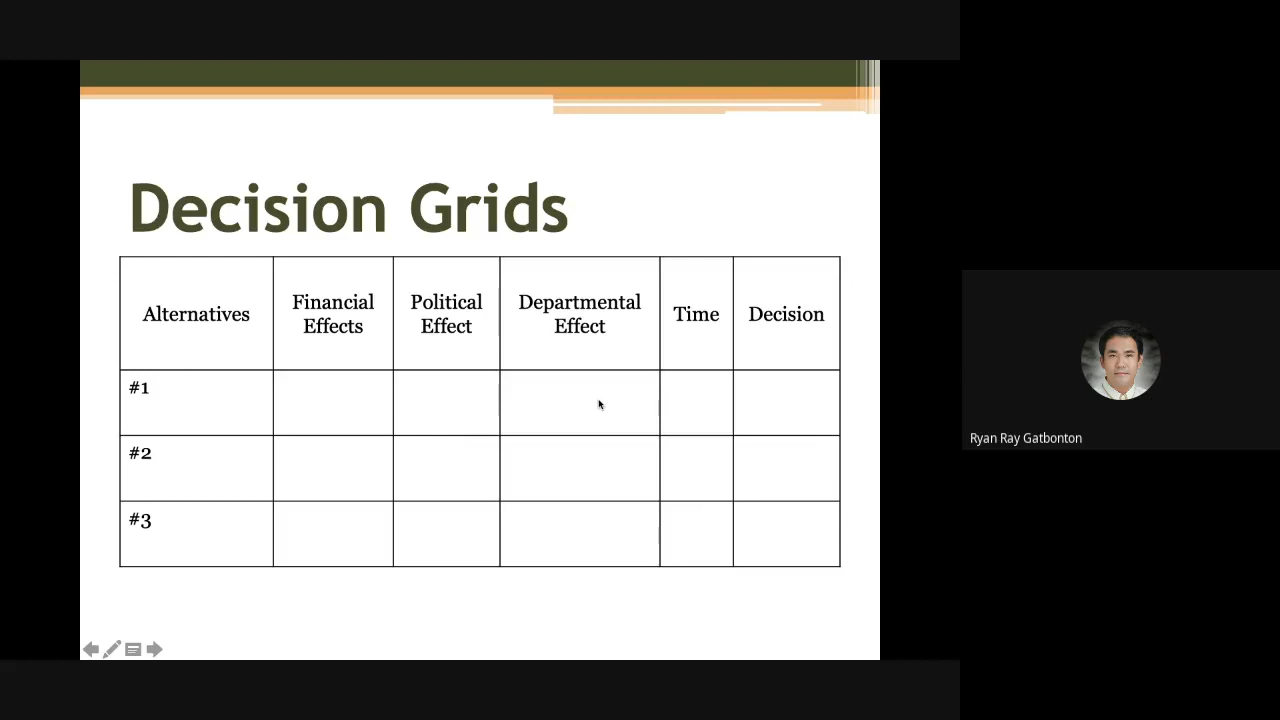 Decision Grids
Alternatives
Financial
Effects
Political
Effect
Departmental
Effect
Time
Decision
#1
#2
#3
Ryan Ray Gatbonton